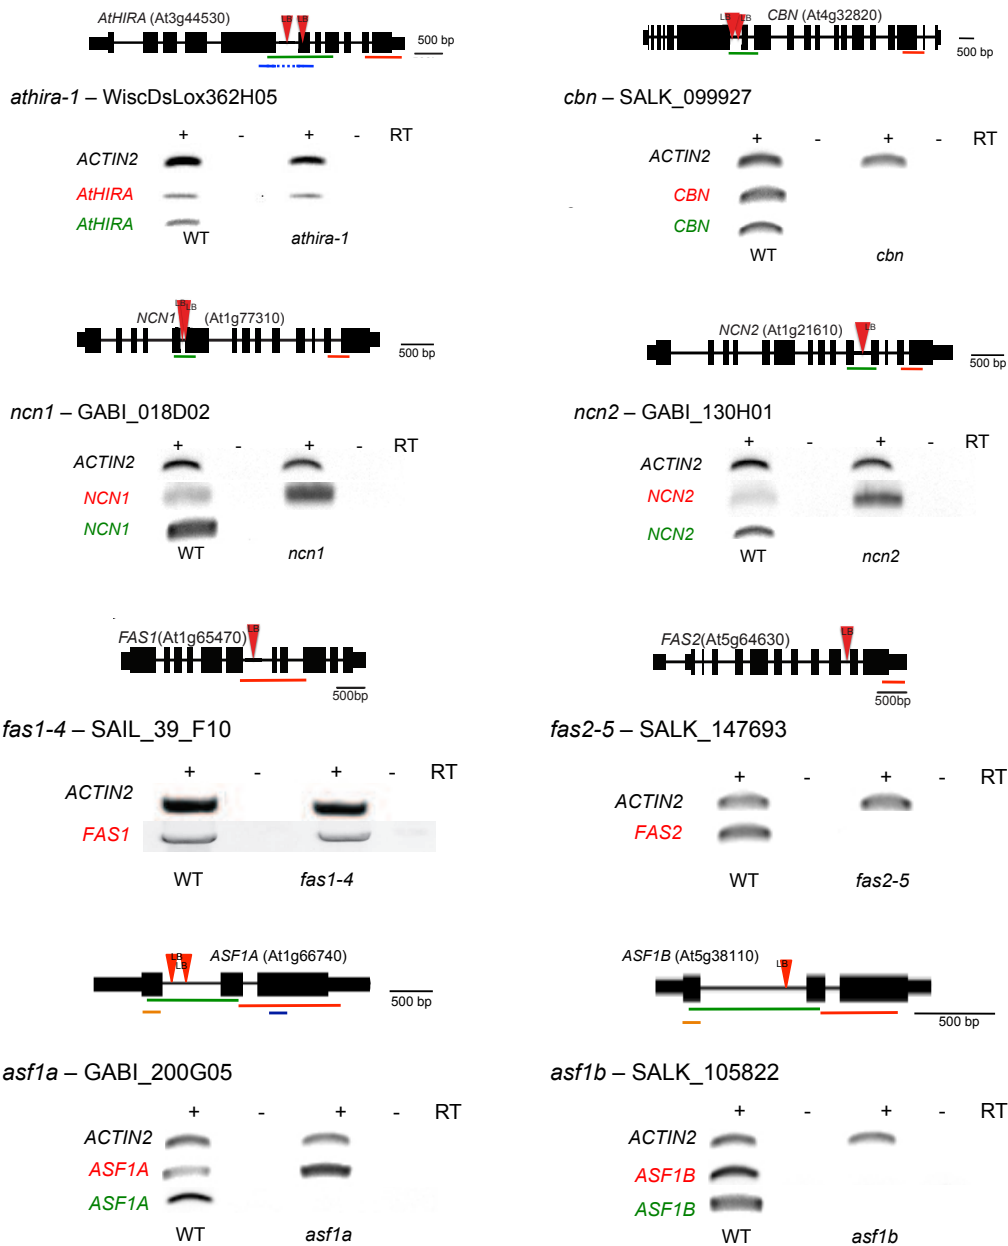 AtHIRA (At3g44530)
LB LB
500 bp
athira-1 – WiscDsLox362H05
+ - + - RT
ACTIN2
AtHIRA
AtHIRA
WT athira-1
CBN (At4g32820)
LB
500 bp
cbn – SALK_099927
+ - + - RT
ACTIN2
CBN
CBN
WT cbn
LB LB
NCN1 (At1g77310)
500 bp
ncn1 – GABI_018D02
+ - + - RT
ACTIN2
NCN1
NCN1
WT ncn1
NCN2 (At1g21610)
LB
500 bp
ncn2 – GABI_130H01
+ - + - RT
ACTIN2
NCN2
NCN2
WT ncn2
LB
FAS1(At1g65470)
500bp
fas1-4 – SAIL_39_F10
+ - + - RT
ACTIN2
FAS1
WT fas1-4
FAS2(At5g64630)
LB
500bp
fas2-5 – SALK_147693
+ - + - RT
ACTIN2
FAS2
WT fas2-5
LB
LB
ASF1A (At1g66740)
500 bp
asf1a – GABI_200G05
+ - + - RT
ACTIN2
ASF1A
ASF1A
WT asf1a
ASF1B (At5g38110)
LB
500 bp
asf1b – SALK_105822
+ - + - RT
ACTIN2
ASF1B
ASF1B
WT asf1b